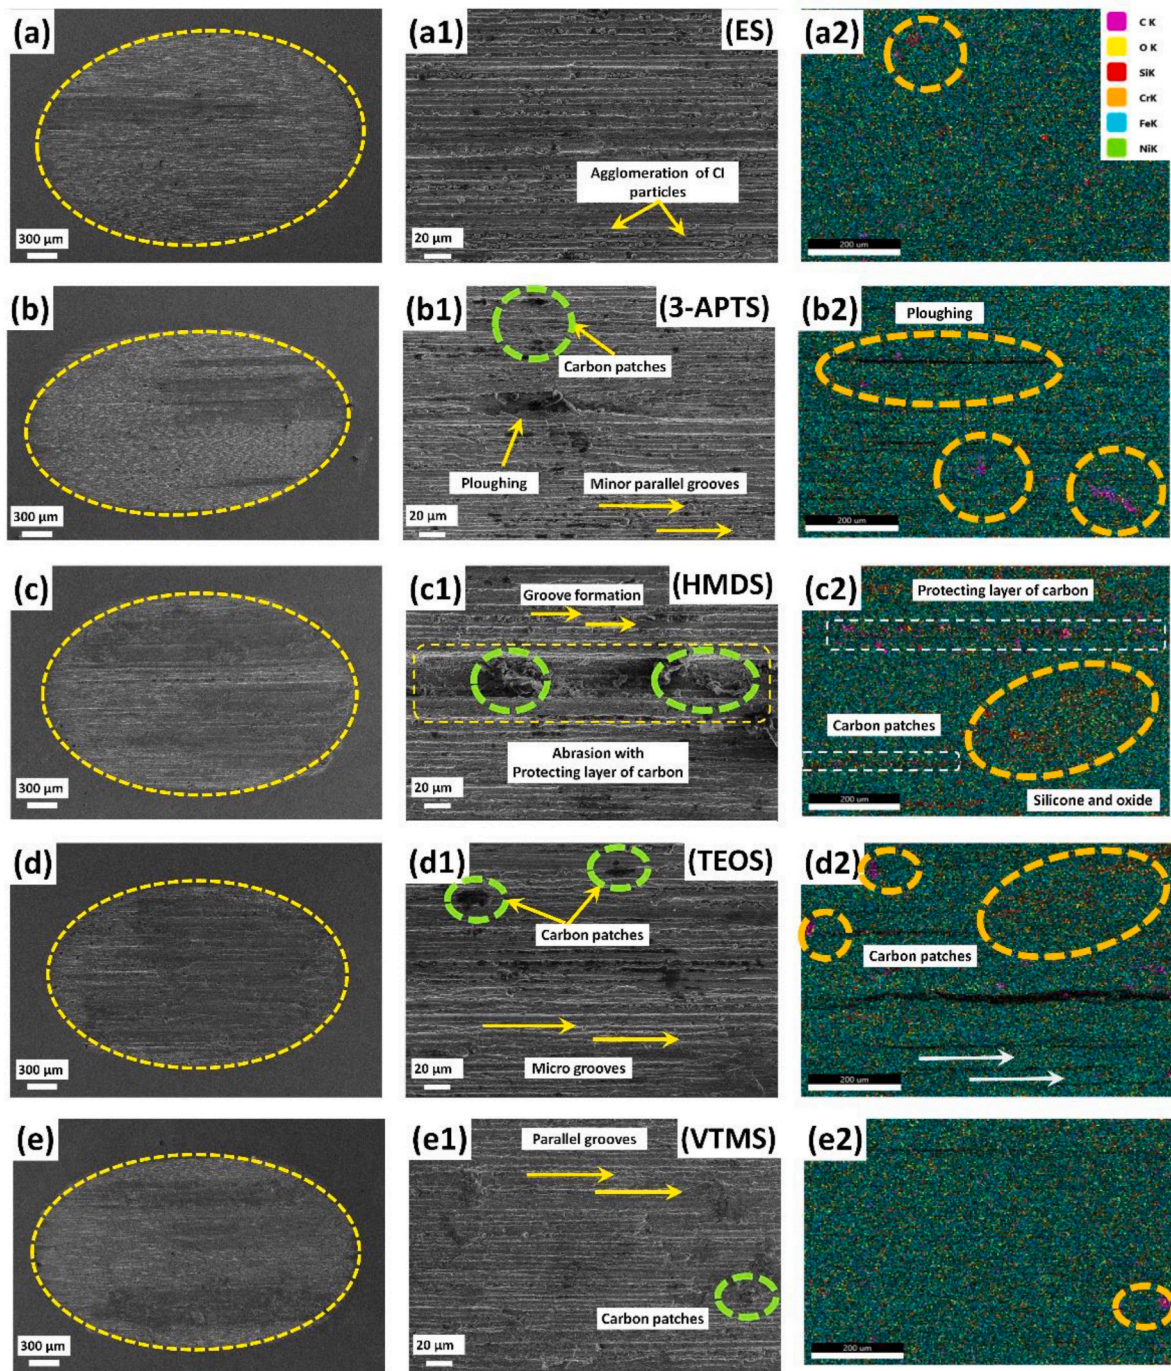 (a)
300 µm
(a1)
(ES)
Agglomeration of CI
particles
20 µm
(a2)
C K
O K
SiK
CrK
FeK
NiK
200 um
(b)
300 µm
(b1)
(3-APTS)
Carbon patches
Ploughing
Minor parallel grooves
20 µm
(b2)
Ploughing
200 um
(c)
300 µm
(c1)
(HMDS)
Groove formation
Abrasion with
Protecting layer of carbon
20 µm
(c2)
Protecting layer of carbon
Carbon patches
200 um
Silicone and oxide
(d)
300 µm
(d1)
(TEOS)
Carbon patches
Micro grooves
20 µm
(d2)
Carbon patches
200 um
(e)
300 µm
(e1)
(VTMS)
Parallel grooves
Carbon patches
20 µm
(e2)
200 um